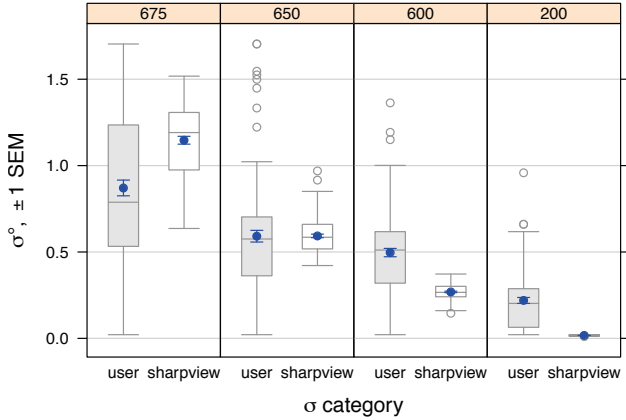 675 650 600 200
σ°, ±1 SEM
1.5
1.0
0.5
0.0
user sharpview user sharpview user sharpview user sharpview
σ category